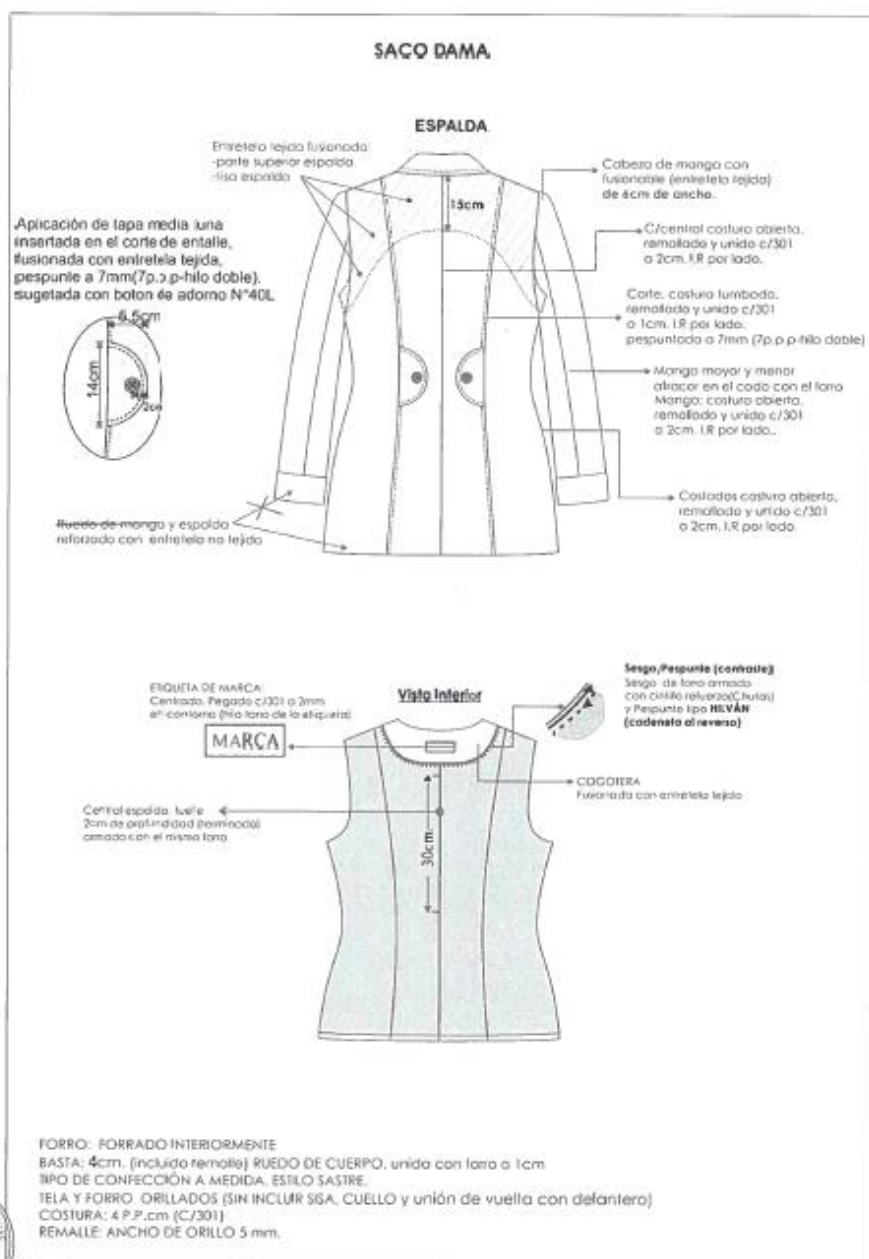 SACO DAMA
ESPALDA
Entretela tejida fusionada
-parte superior espalda
-sisa espalda
Cabeza de manga con
fusionable (entretela tejida)
de 6cm de ancho.
15cm
Aplicación de tapa media luna
insertada en el corte de entalle,
fusionada con entretela tejida,
pespunte a 7mm(7p.p.p-hilo doble).
sugetada con boton de adorno N°40L
C/central costura abierta,
remallado y unido c/301
a 2cm. I.R por lado.
Corte, costura tumbada,
remallado y unido c/301
a 1cm. I.R por lado.
pespuntado a 7mm (7p.p.p-hilo doble)
6.5cm
14cm
2cm
Manga mayor y menor
atracar en el codo con el forro
Manga: costura abierta,
remallado y unido c/301
a 2cm. I.R por lado..
Costados costura abierta,
remallado y unido c/301
a 2cm. I.R por lado.
Ruedo de manga y espalda
reforzado con entretela no tejido
ETIQUETA DE MARCA:
Centrado. Pegado c/301 a 2mm
en contorno (hilo tono de la etiqueta)
MARCA
Vista Interior
Sesgo/Pespunte (contraste)
Sesgo de forro armado
con cintillo refuerzo(Chutas)
y Pespunte tipo HILVÁN
(cadeneta al reverso)
COGOTERA
Fusionada con entretela tejido
Central espalda, fuelle
2cm de profundidad (terminado)
armado con el mismo forro
30cm.
FORRO: FORRADO INTERIORMENTE
BASTA: 4cm. (incluido remalle) RUEDO DE CUERPO, unida con forro a 1cm
TIPO DE CONFECCIÓN A MEDIDA, ESTILO SASTRE.
TELA Y FORRO ORILLADOS (SIN INCLUIR SISA, CUELLO y unión de vuelta con delantero)
COSTURA: 4 P.P.cm (C/301)
REMALLE: ANCHO DE ORILLO 5 mm.